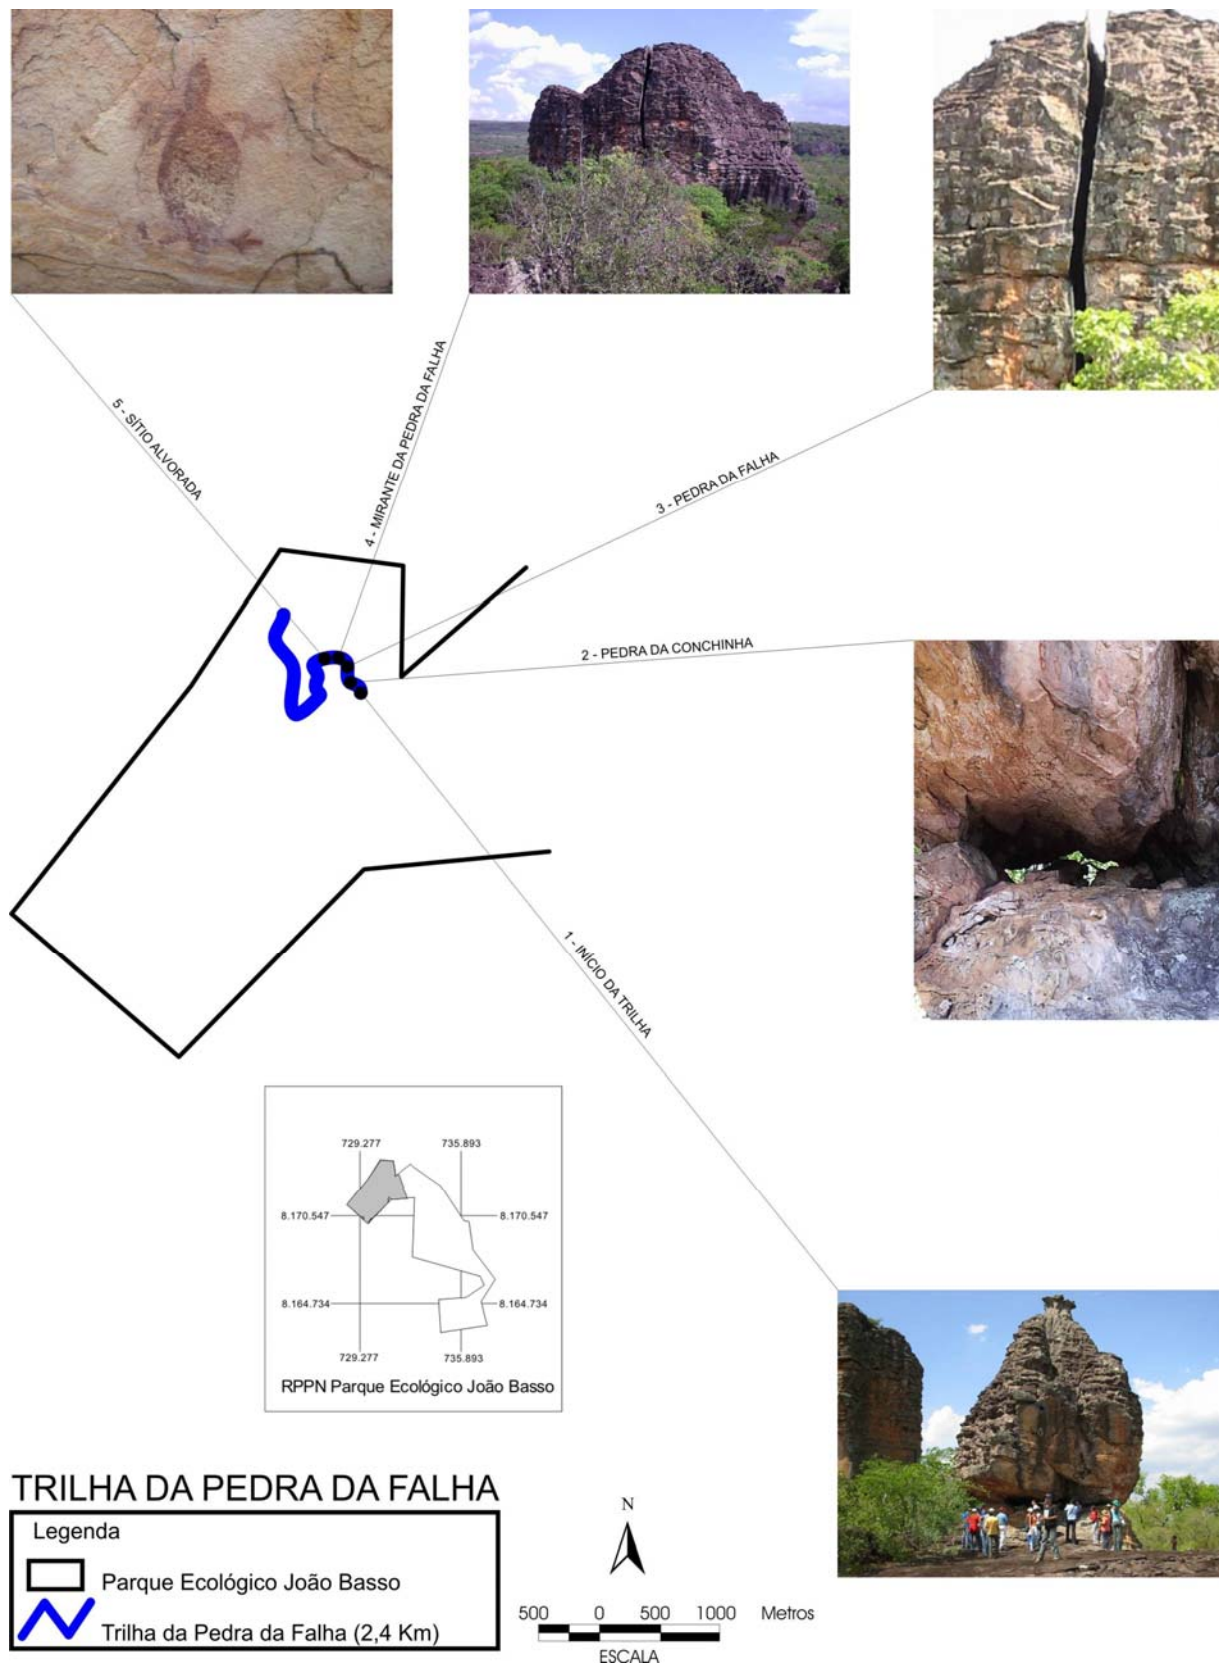 5 - SÍTIO ALVORADA
4 - MIRANTE DA PEDRA DA FALHA
3 - PEDRA DA FALHA
2 - PEDRA DA CONCHINHA
1 - INÍCIO DA TRILHA
729.277 735.893
8.170.547 8.170.547
8.164.734 8.164.734
729.277 735.893
RPPN Parque Ecológico João Basso
TRILHA DA PEDRA DA FALHA
Legenda
Parque Ecológico João Basso
Trilha da Pedra da Falha (2,4 Km)
N
500 0 500 1000 Metros
ESCALA